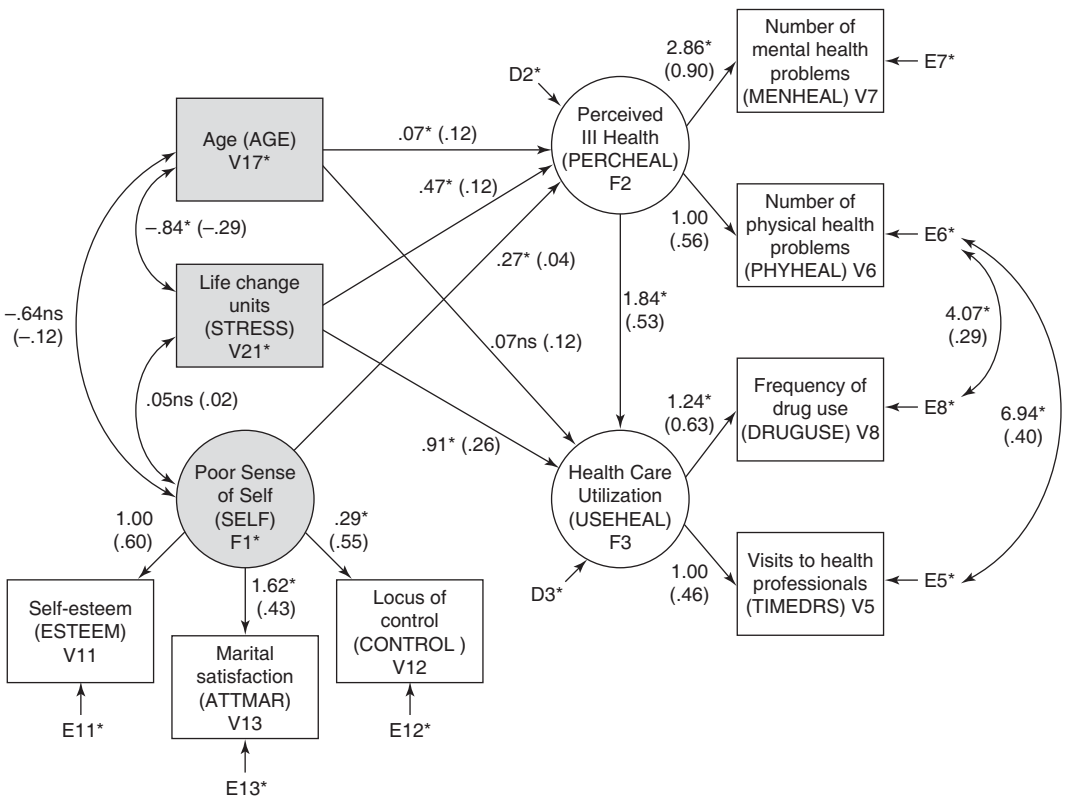 Number of
mental health
problems
(MENHEAL) V7
2.86*
(0.90)
E7*
D2*
Perceived
III Health
(PERCHEAL)
F2
Age (AGE)
V17*
.07* (.12)
.47* (.12)
Number of
physical health
problems
(PHYHEAL) V6
1.00
(.56)
E6*
–.84* (–.29)
.27* (.04)
Life change
units
(STRESS)
V21*
–.64ns
(–.12)
1.84*
(.53)
4.07*
(.29)
.07ns (.12)
.05ns (.02)
Frequency of
drug use
(DRUGUSE) V8
1.24*
(0.63)
E8*
6.94*
(.40)
.91* (.26)
Poor Sense
of Self
(SELF)
F1*
Health Care
Utilization
(USEHEAL)
F3
1.00
(.60)
.29*
(.55)
1.62*
(.43)
D3*
1.00
(.46)
Visits to health
professionals
(TIMEDRS) V5
E5*
Self-esteem
(ESTEEM)
V11
Marital
satisfaction
(ATTMAR)
V13
Locus of
control
(CONTROL )
V12
E11*
E12*
E13*